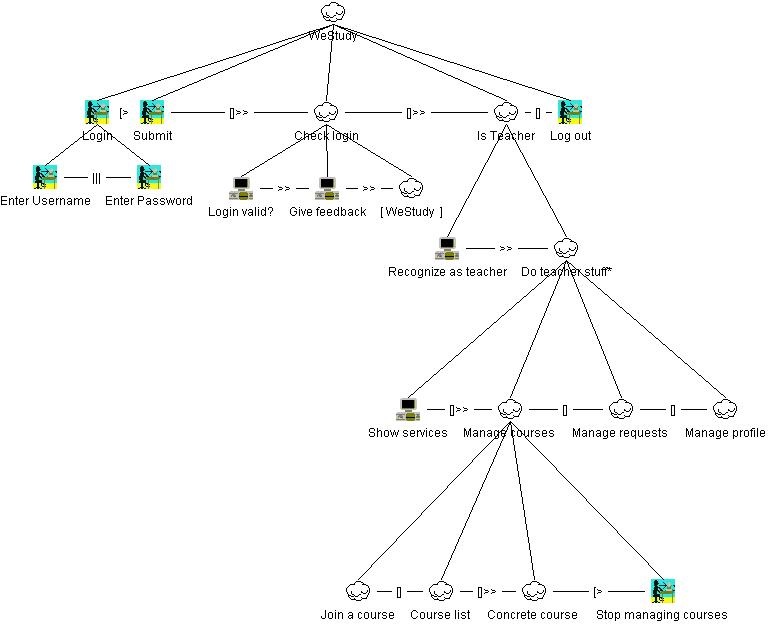 WeStudy
[> []>> []>> []
Login Submit Check login Is Teacher Log out
||| >> >>
Enter Username Enter Password Login valid? Give feedback [ WeStudy ]
>>
Recognize as teacher Do teacher stuff*
[]>> [] []
Show services Manage courses Manage requests Manage profile
[] []>> [>
Join a course Course list Concrete course Stop managing courses